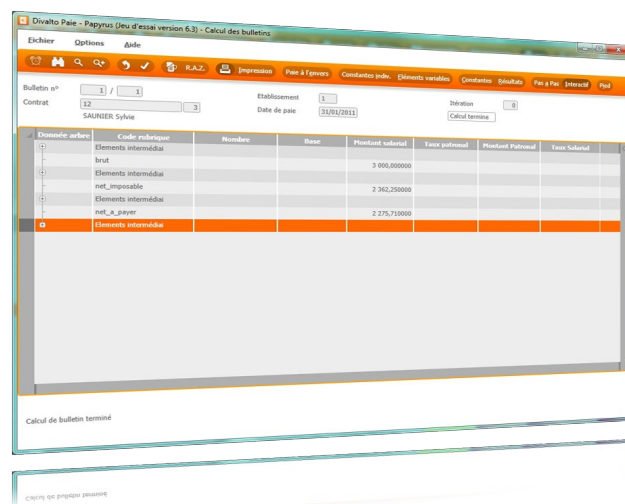 Divalto Paie - Papyrus (Jeu d'essai version 6.3) - Calcul des bulletins
Eichier Options Aide
R.A.Z. Impression Paie à l'envers Constantes indiv. Eléments variables Constantes Résultats Pas à Pas Interactif Pied
Bulletin n° 1 / 1 Etablissement 1 Itération 0
Contrat 12 3 Date de paie 31/01/2011 Calcul termine
SAUNIER Sylvie
Donnée arbre Code rubrique Nombre Base Montant salarial Taux patronal Montant Patronal Taux Salarial
Elements intermédiai
brut 3 000,000000
Elements intermédiai
net_imposable 2 362,250000
Elements intermédiai
net_a_payer 2 275,710000
Elements intermédiai
Calcul de bulletin terminé